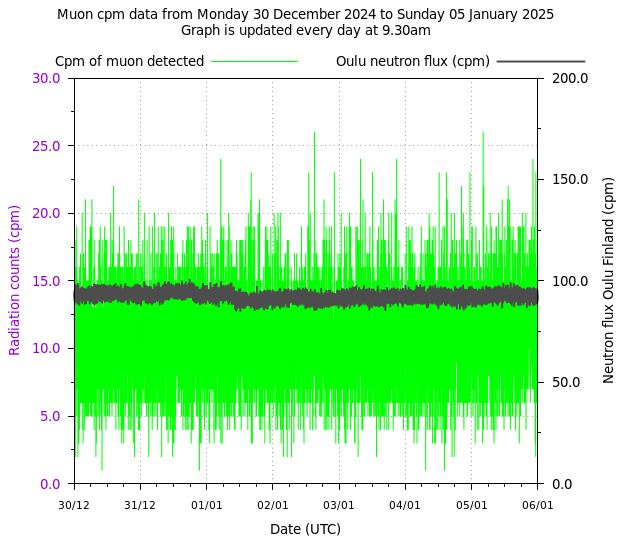 Muon cpm data from Monday 30 December 2024 to Sunday 05 January 2025
Graph is updated every day at 9.30am
Cpm of muon detected
Oulu neutron flux (cpm)
30.0
25.0
20.0
15.0
10.0
5.0
0.0
Radiation counts (cpm)
200.0
150.0
100.0
50.0
0.0
Neutron flux Oulu Finland (cpm)
30/12 31/12 01/01 02/01 03/01 04/01 05/01 06/01
Date (UTC)